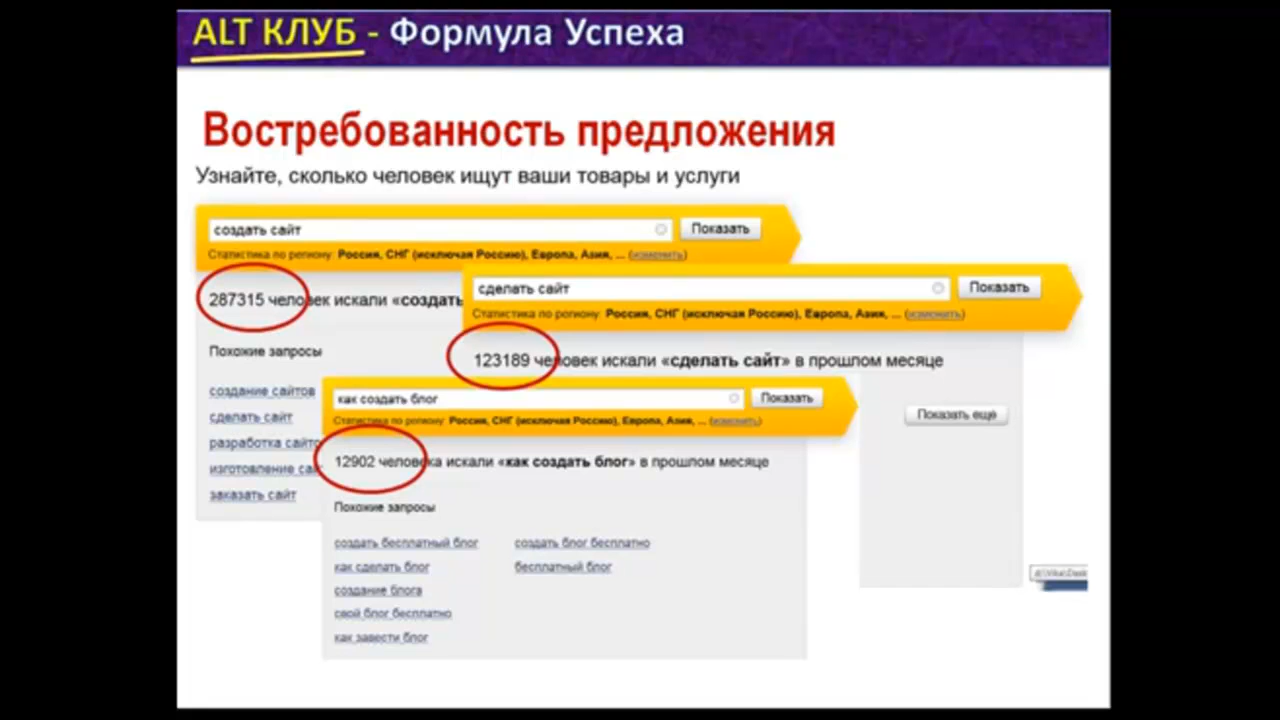 ALT КЛУБ - Формула Успеха
Востребованность предложения
Узнайте, сколько человек ищут ваши товары и услуги
создать сайт
Показать
Статистика по региону: Россия, СНГ (исключая Россию), Европа, Азия, ... (изменить)
287315 человек искали «создать
Похожие запросы
создание сайтов
сделать сайт
разработка сайто
изготовление сай
заказать сайт
сделать сайт
Показать
Статистика по региону: Россия, СНГ (исключая Россию), Европа, Азия, ... (изменить)
123189 человек искали «сделать сайт» в прошлом месяце
Показать еще
как создать блог
Показать
Статистика по региону: Россия, СНГ (исключая Россию), Европа, Азия, ... (изменить)
12902 человека искали «как создать блог» в прошлом месяце
Похожие запросы
создать бесплатный блог
создать блог бесплатно
как сделать блог
бесплатный блог
создание блога
свой блог бесплатно
как завести блог